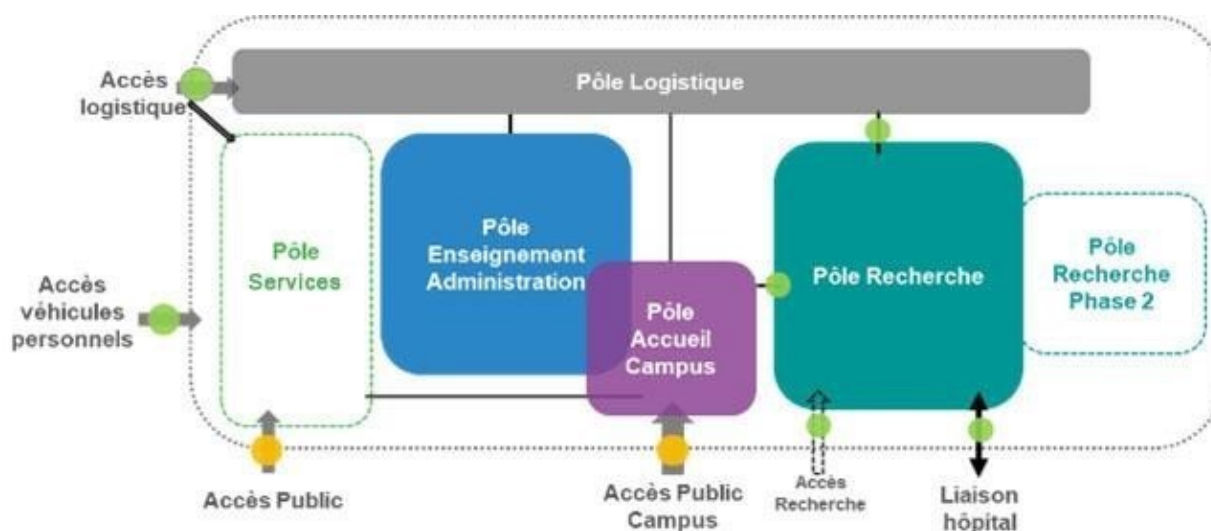 Pôle Logistique
Accès
logistique
Pôle
Services
Pôle
Enseignement
Administration
Pôle
Accueil
Campus
Pôle Recherche
Pôle
Recherche
Phase 2
Accès
véhicules
personnels
Accès Public
Accès Public
Campus
Accès
Recherche
Liaison
hôpital